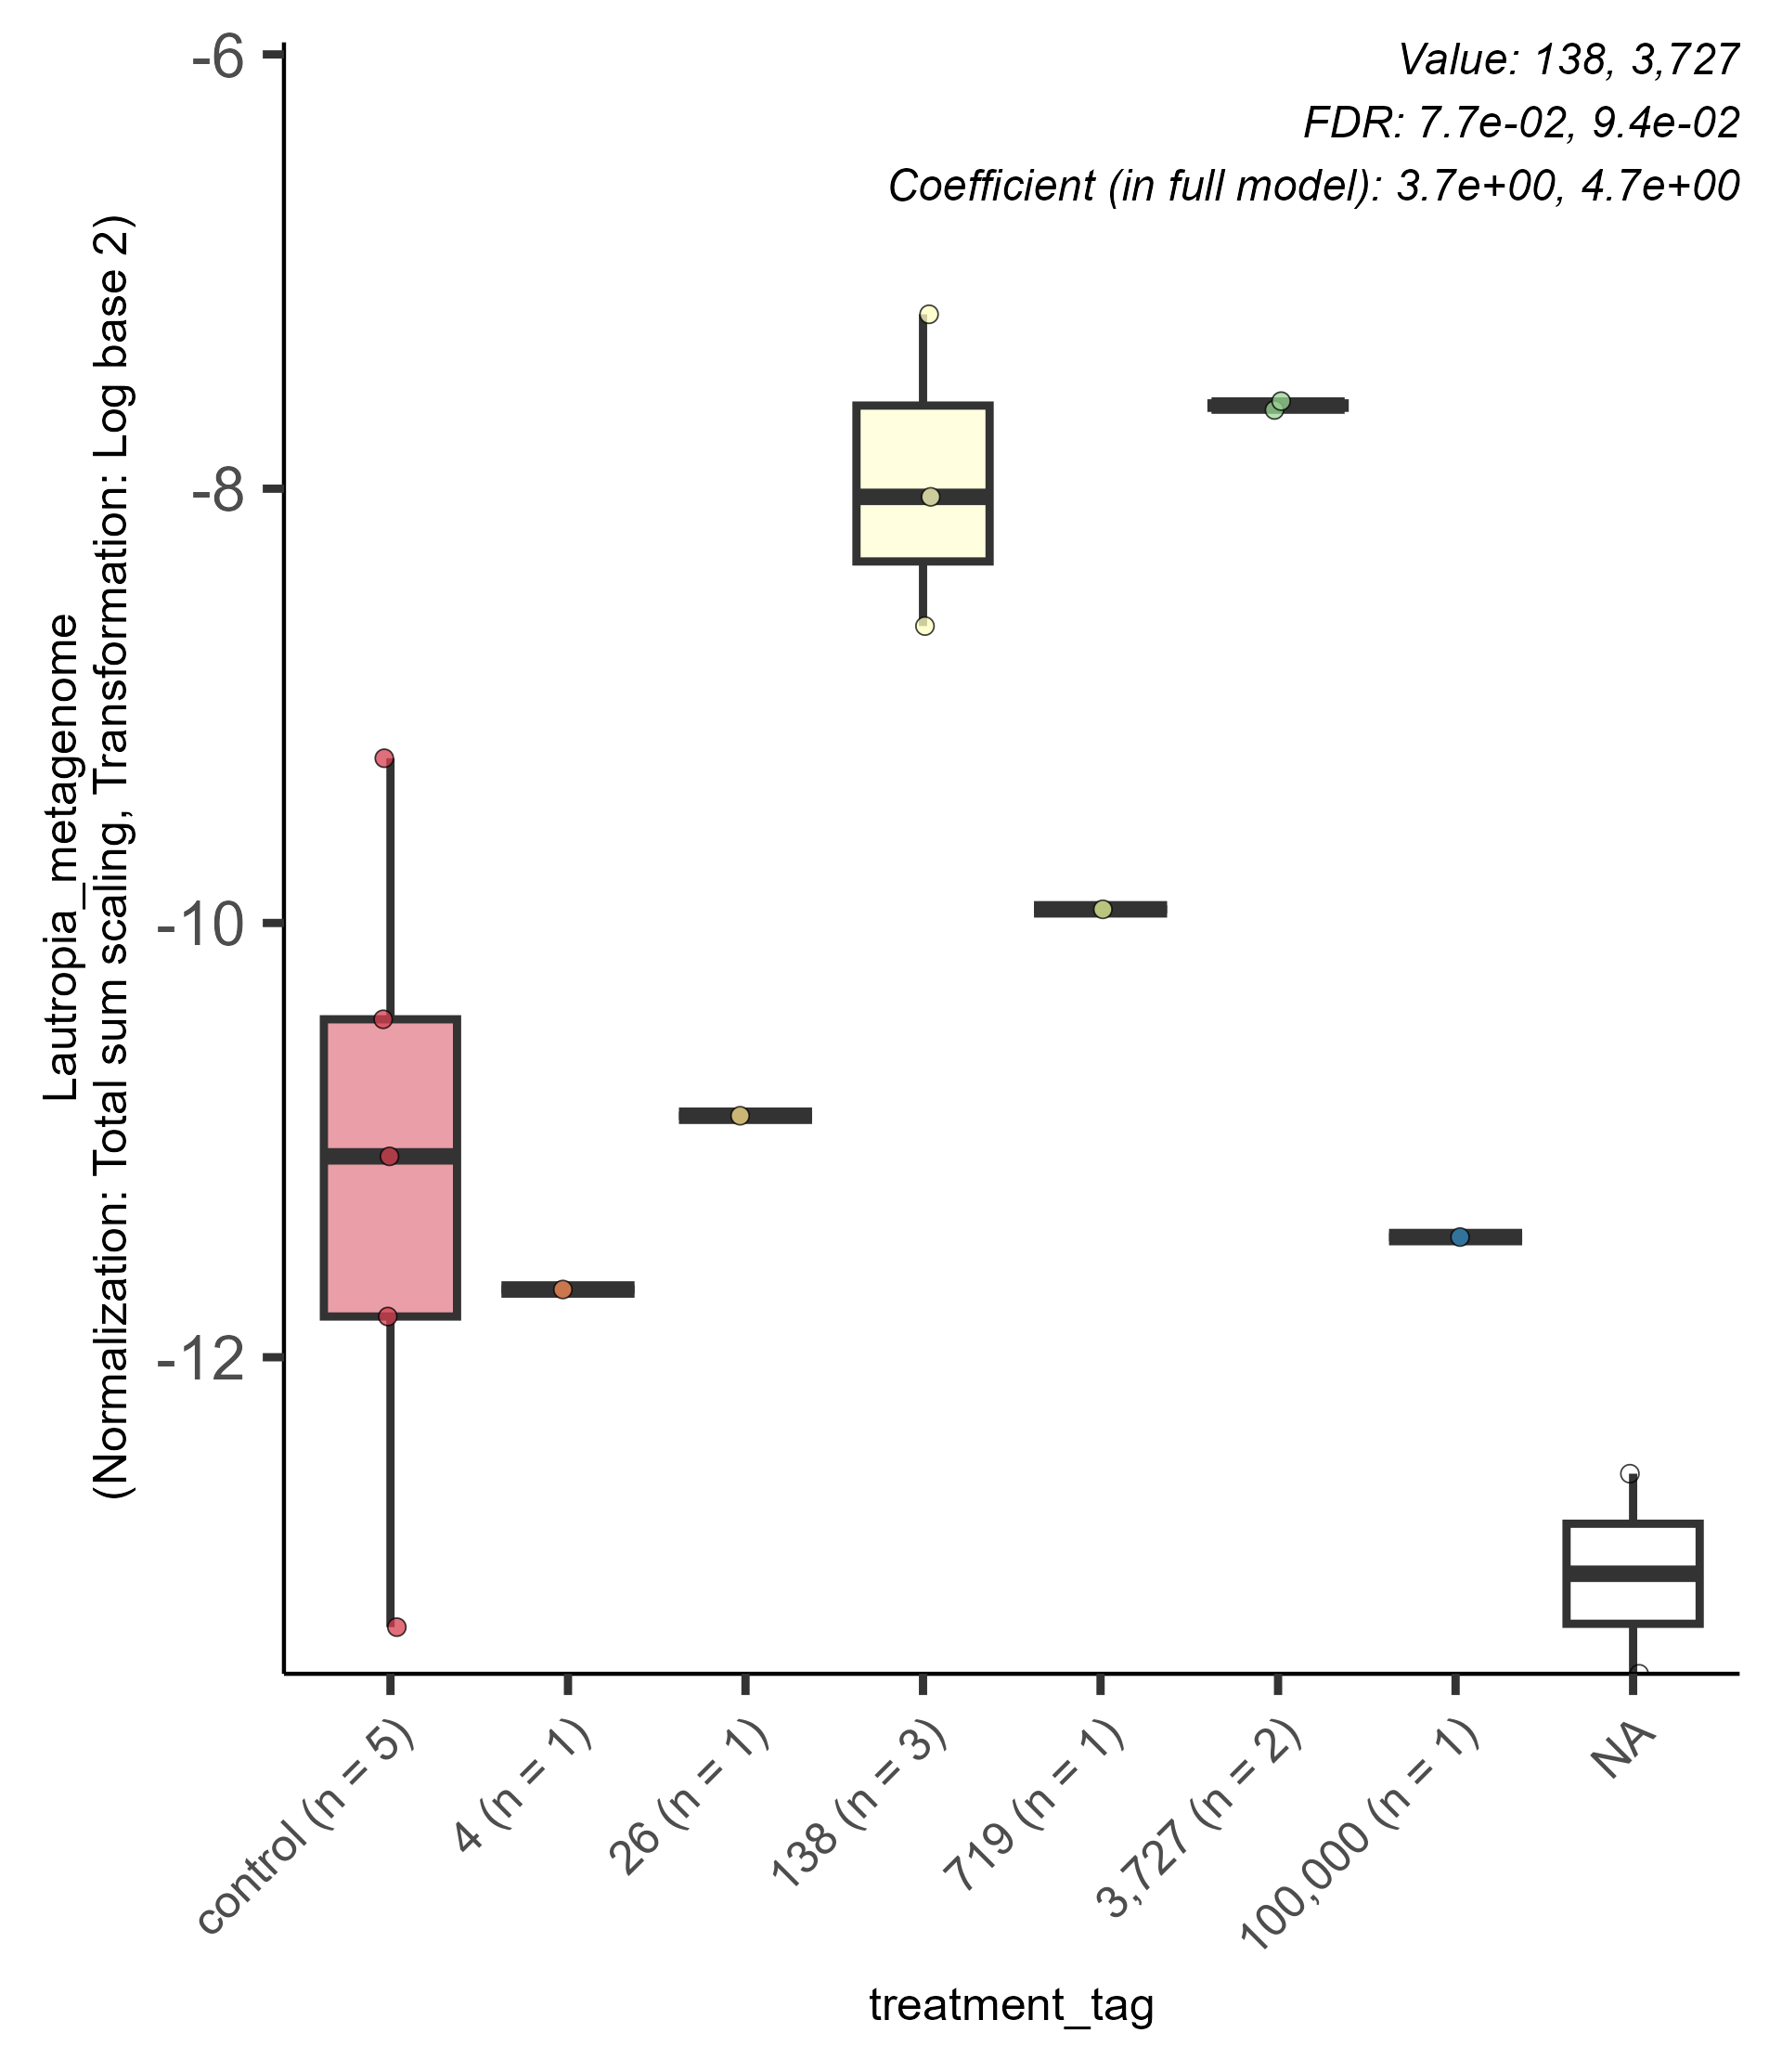 Value: 138, 3,727
FDR: 7.7e-02, 9.4e-02
Coefficient (in full model): 3.7e+00, 4.7e+00
Lautropia_metagenome
(Normalization: Total sum scaling, Transformation: Log base 2)
-6
-8
-10
-12
control (n = 5)
4 (n = 1)
26 (n = 1)
138 (n = 3)
719 (n = 1)
3,727 (n = 2)
100,000 (n = 1)
NA
treatment_tag